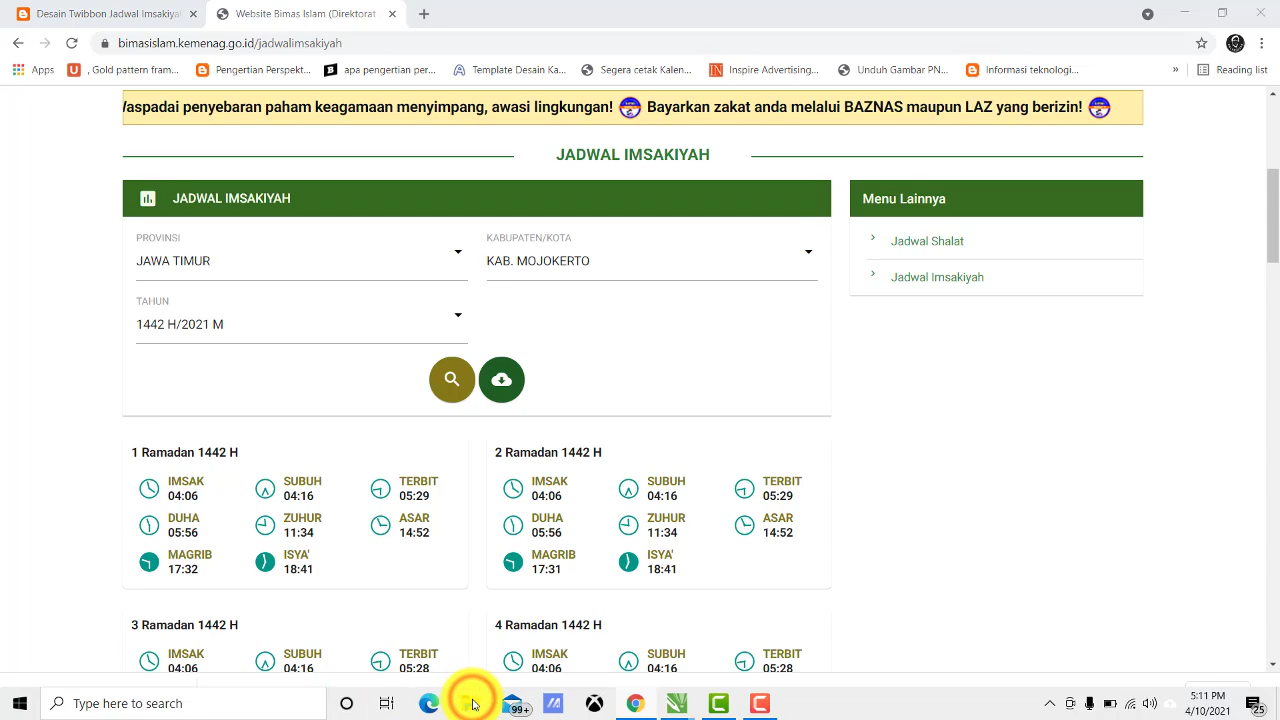 Desain Twibbon Imsakiyah
Website Bimas Islam (Direktorat
bimasislam.kemenag.go.id/jadwalimsakiyah
Apps
, Gold pattern fram...
Pengertian Perspekt...
apa pengertian per...
Template Desain Ka...
Segera cetak Kalen...
Inspire Advertising...
Unduh Gambar PN...
Informasi teknologi...
»
Reading list
Waspadai penyebaran paham keagamaan menyimpang, awasi lingkungan! Bayarkan zakat anda melalui BAZNAS maupun LAZ yang berizin!
JADWAL IMSAKIYAH
JADWAL IMSAKIYAH
PROVINSI
JAWA TIMUR
KABUPATEN/KOTA
KAB. MOJOKERTO
TAHUN
1442 H/2021 M
Menu Lainnya
Jadwal Shalat
Jadwal Imsakiyah
1 Ramadan 1442 H
IMSAK SUBUH TERBIT
04:06 04:16 05:29
DUHA ZUHUR ASAR
05:56 11:34 14:52
MAGRIB ISYA'
17:32 18:41
2 Ramadan 1442 H
IMSAK SUBUH TERBIT
04:06 04:16 05:29
DUHA ZUHUR ASAR
05:56 11:34 14:52
MAGRIB ISYA'
17:31 18:41
3 Ramadan 1442 H
IMSAK SUBUH TERBIT
04:06 04:16 05:28
4 Ramadan 1442 H
IMSAK SUBUH TERBIT
04:06 04:16 05:28
Type here to search
99+
5:11 PM
4/10/2021
25